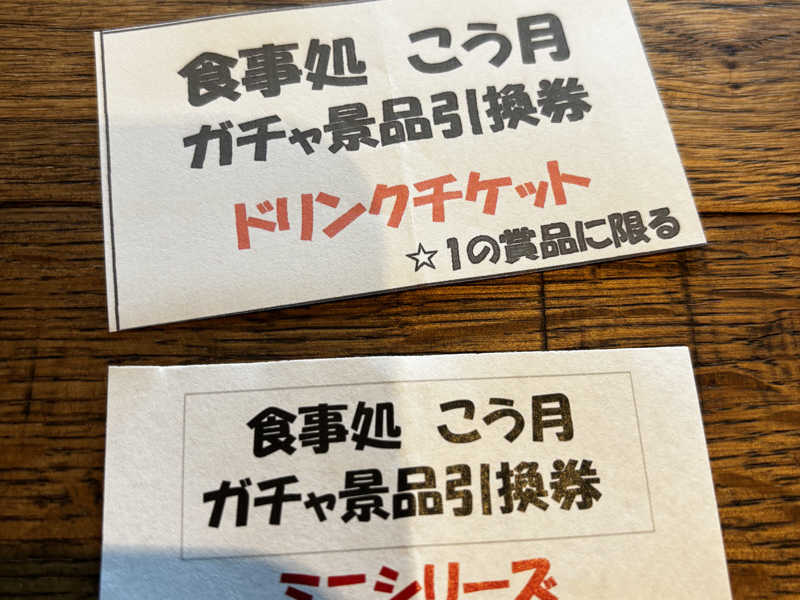 食事処 こう月
ガチャ景品引換券
ドリンクチケット
☆1の賞品に限る
食事処 こう月
ガチャ景品引換券
ミニシリーズ